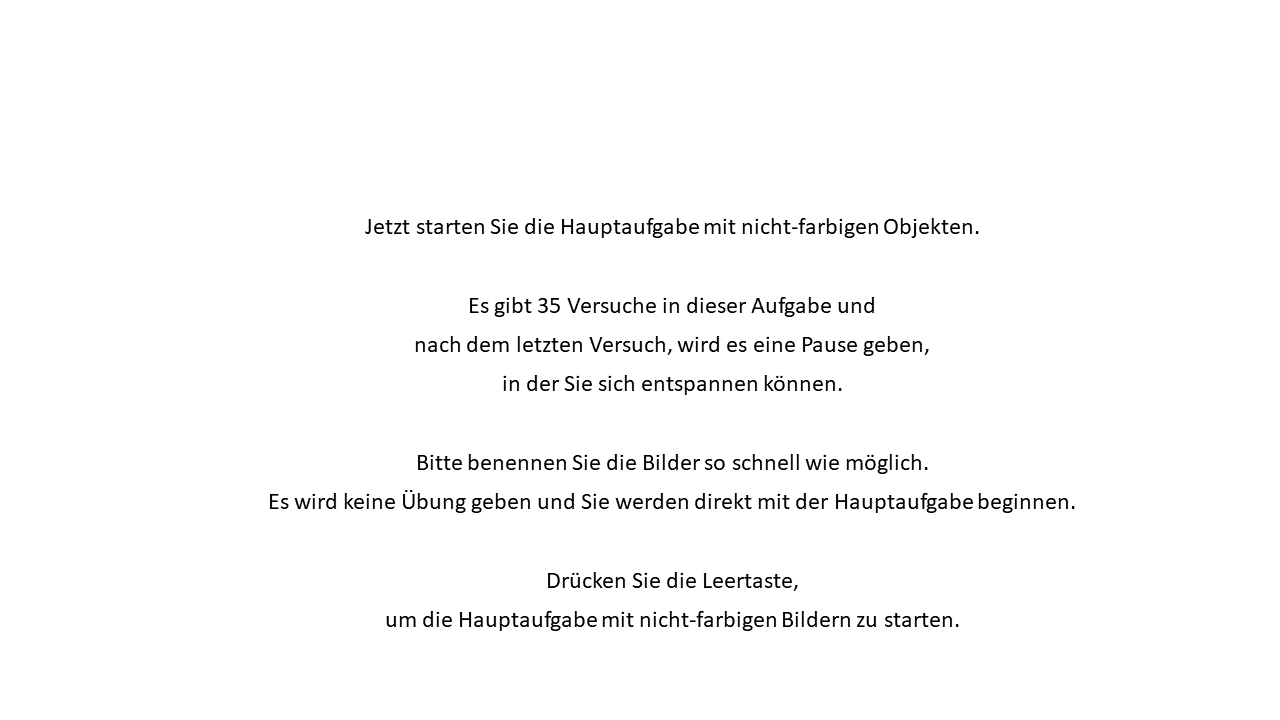 Jetzt starten Sie die Hauptaufgabe mit nicht-farbigen Objekten.
Es gibt 35 Versuche in dieser Aufgabe und
nach dem letzten Versuch, wird es eine Pause geben,
in der Sie sich entspannen können.
Bitte benennen Sie die Bilder so schnell wie möglich.
Es wird keine Übung geben und Sie werden direkt mit der Hauptaufgabe beginnen.
Drücken Sie die Leertaste,
um die Hauptaufgabe mit nicht-farbigen Bildern zu starten.